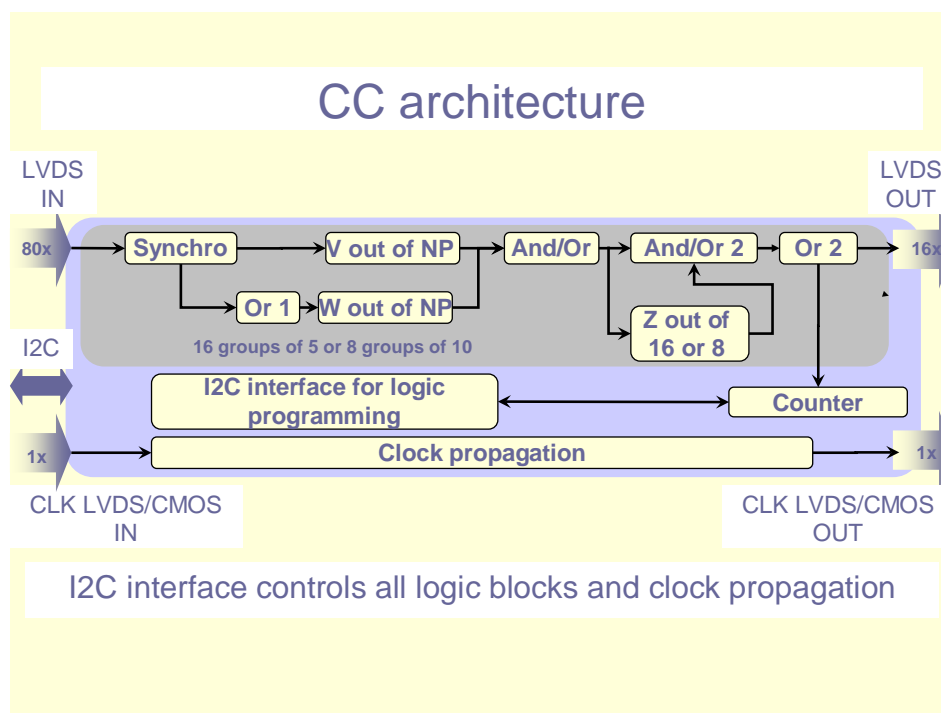 CC architecture
LVDS
IN
LVDS
OUT
80x
Synchro
V out of NP
And/Or
And/Or 2
Or 2
16x
Or 1
W out of NP
Z out of
16 or 8
16 groups of 5 or 8 groups of 10
I2C
I2C interface for logic
programming
Counter
1x
Clock propagation
1x
CLK LVDS/CMOS
IN
CLK LVDS/CMOS
OUT
I2C interface controls all logic blocks and clock propagation